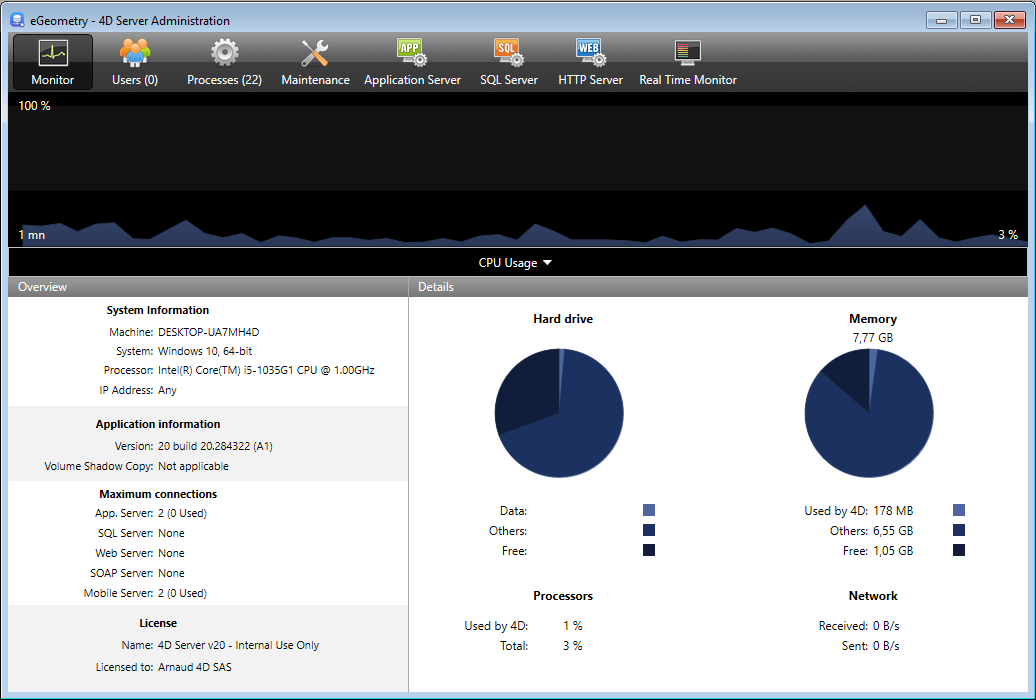 eGeometry - 4D Server Administration
Monitor
Users (0)
Processes (22)
Maintenance
APP
Application Server
SQL
SQL Server
WEB
HTTP Server
Real Time Monitor
100 %
1 mn
3 %
CPU Usage
Overview
System Information
Machine: DESKTOP-UA7MH4D
System: Windows 10, 64-bit
Processor: Intel(R) Core(TM) i5-1035G1 CPU @ 1.00GHz
IP Address: Any
Application information
Version: 20 build 20.284322 (A1)
Volume Shadow Copy: Not applicable
Maximum connections
App. Server: 2 (0 Used)
SQL Server: None
Web Server: None
SOAP Server: None
Mobile Server: 2 (0 Used)
License
Name: 4D Server v20 - Internal Use Only
Licensed to: Arnaud 4D SAS
Details
Hard drive
Data:
Others:
Free:
Memory
7,77 GB
Used by 4D: 178 MB
Others: 6,55 GB
Free: 1,05 GB
Processors
Used by 4D: 1 %
Total: 3 %
Network
Received: 0 B/s
Sent: 0 B/s